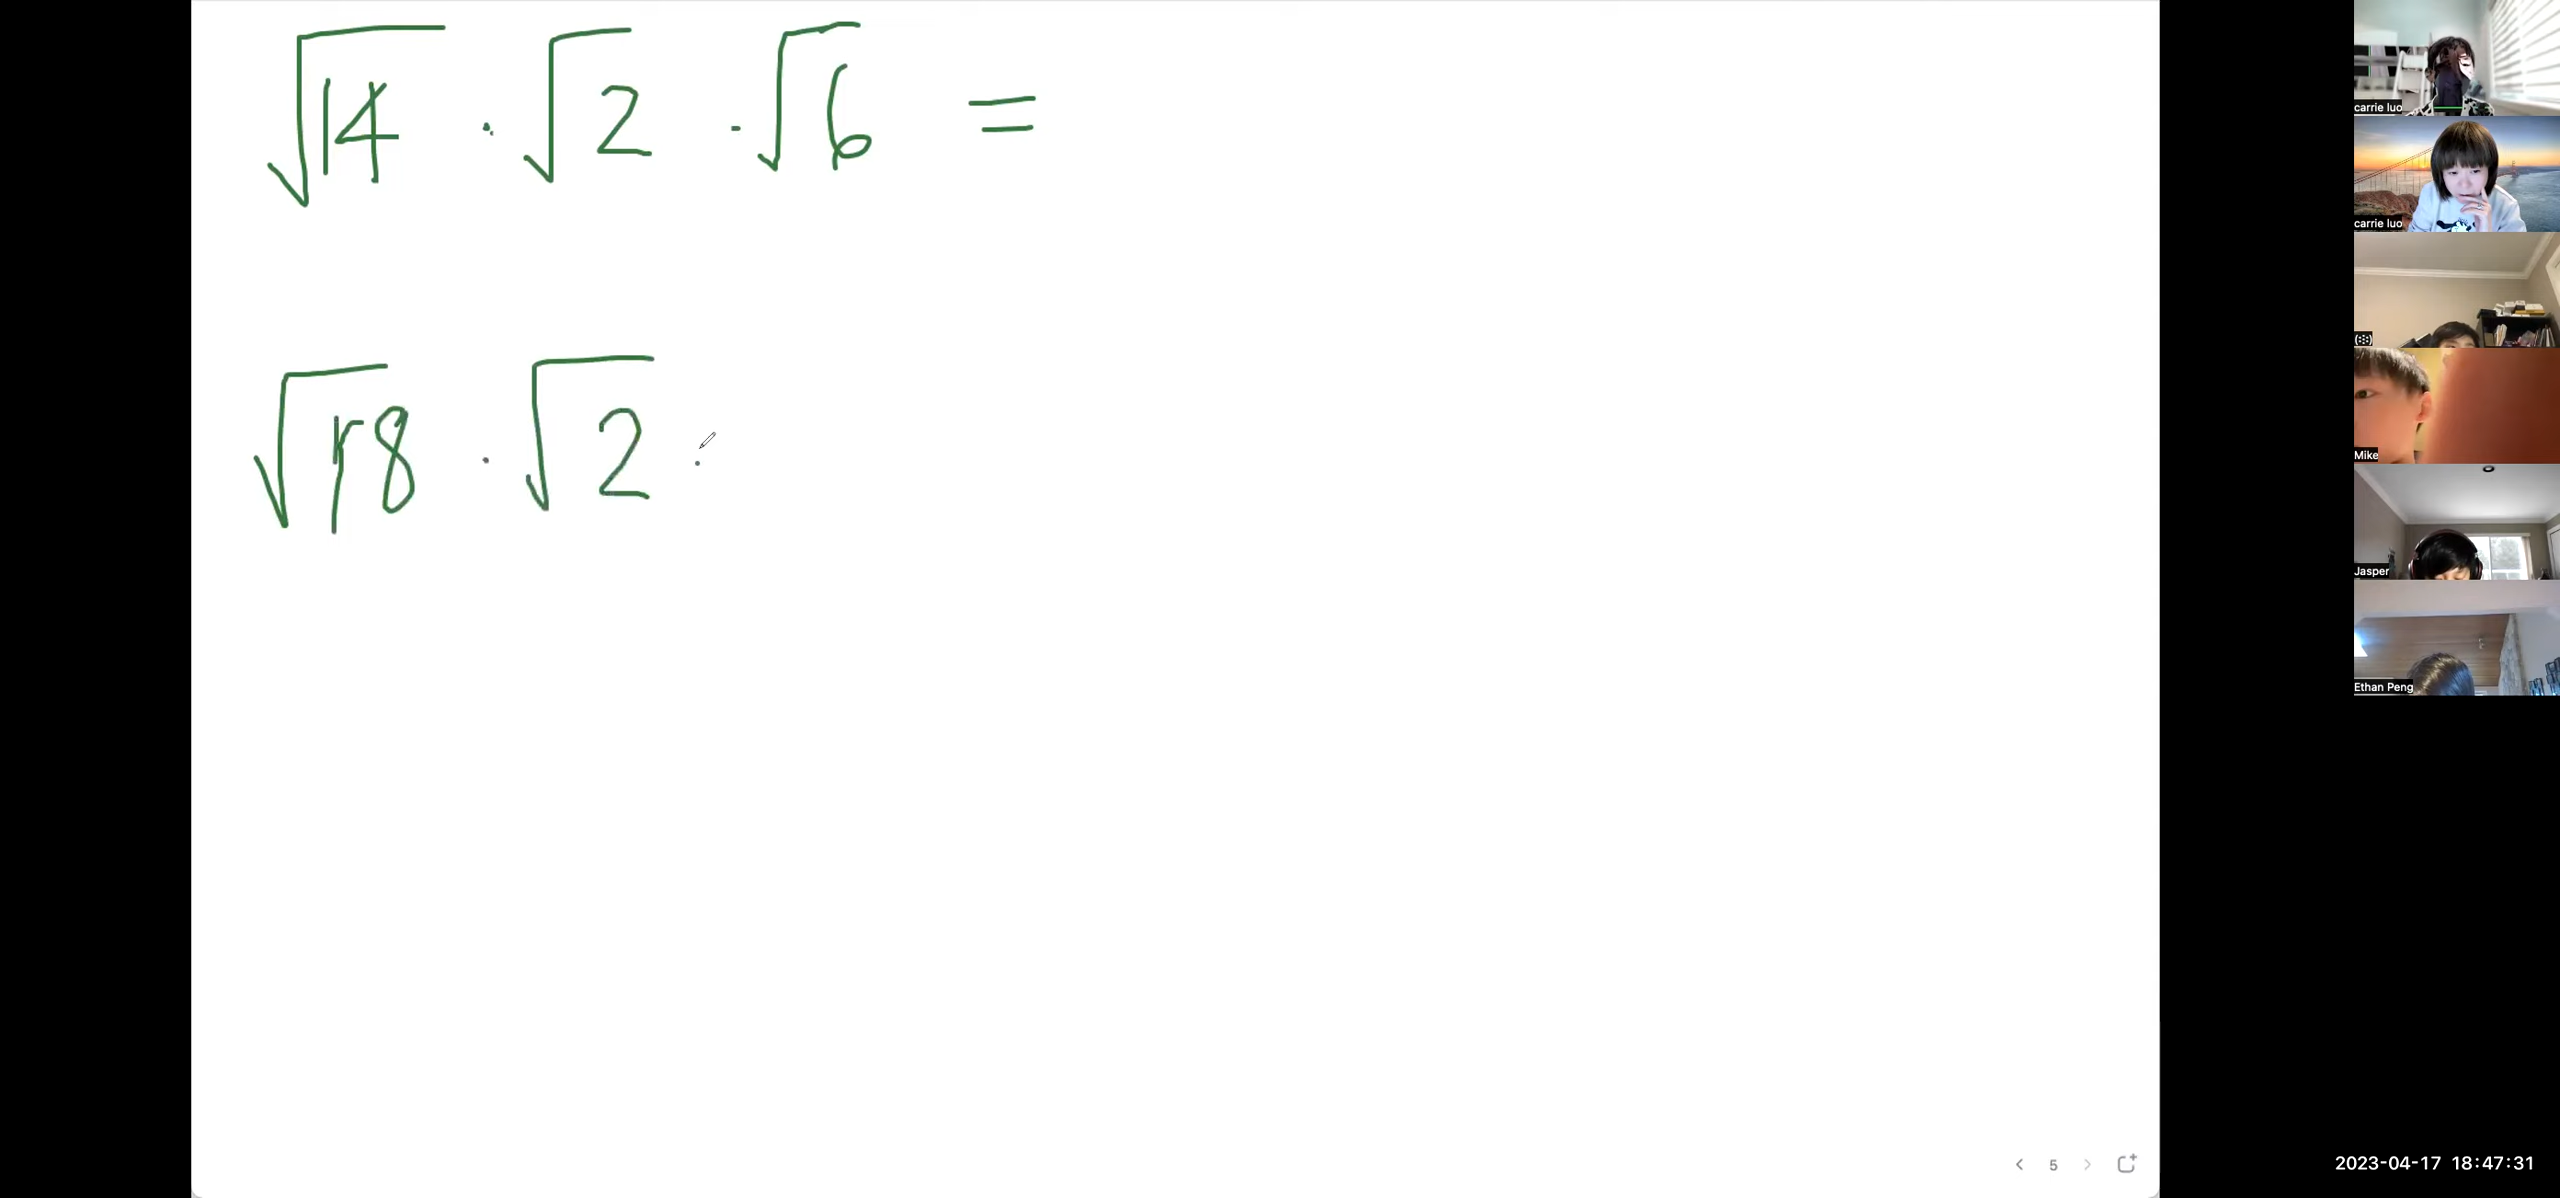 √14 · √2 · √6 =
√18 · √2 ·
carrie luo
carrie luo
Mike
Jasper
Ethan Peng
5
2023-04-17 18:47:31